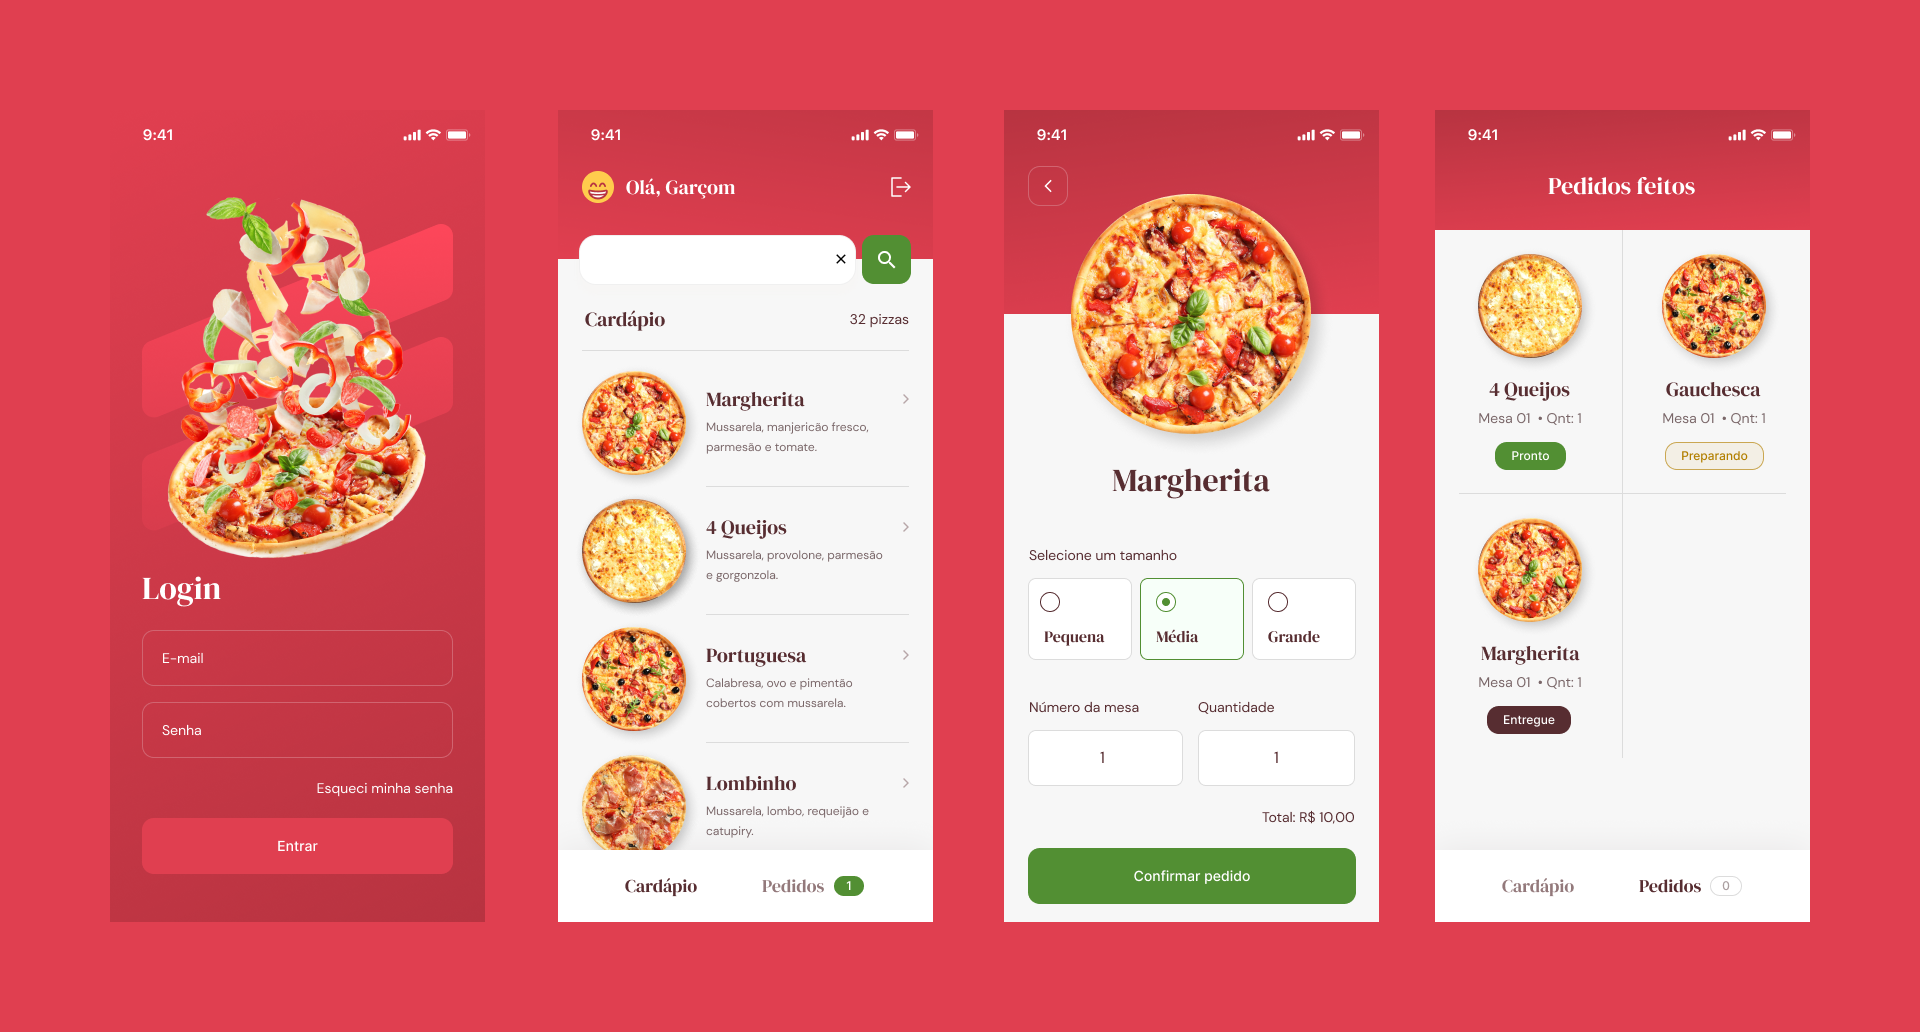 9:41
Login
E-mail
Senha
Esqueci minha senha
Entrar
9:41
Olá, Garçom
Cardápio
32 pizzas
Margherita
Mussarela, manjericão fresco,
parmesão e tomate.
4 Queijos
Mussarela, provolone, parmesão
e gorgonzola.
Portuguesa
Calabresa, ovo e pimentão
cobertos com mussarela.
Lombinho
Mussarela, lombo, requeijão e
catupiry.
Cardápio
Pedidos 1
9:41
Margherita
Selecione um tamanho
Pequena
Média
Grande
Número da mesa
Quantidade
1
1
Total: R$ 10,00
Confirmar pedido
9:41
Pedidos feitos
4 Queijos
Mesa 01 • Qnt: 1
Pronto
Gauchesca
Mesa 01 • Qnt: 1
Preparando
Margherita
Mesa 01 • Qnt: 1
Entregue
Cardápio
Pedidos 0